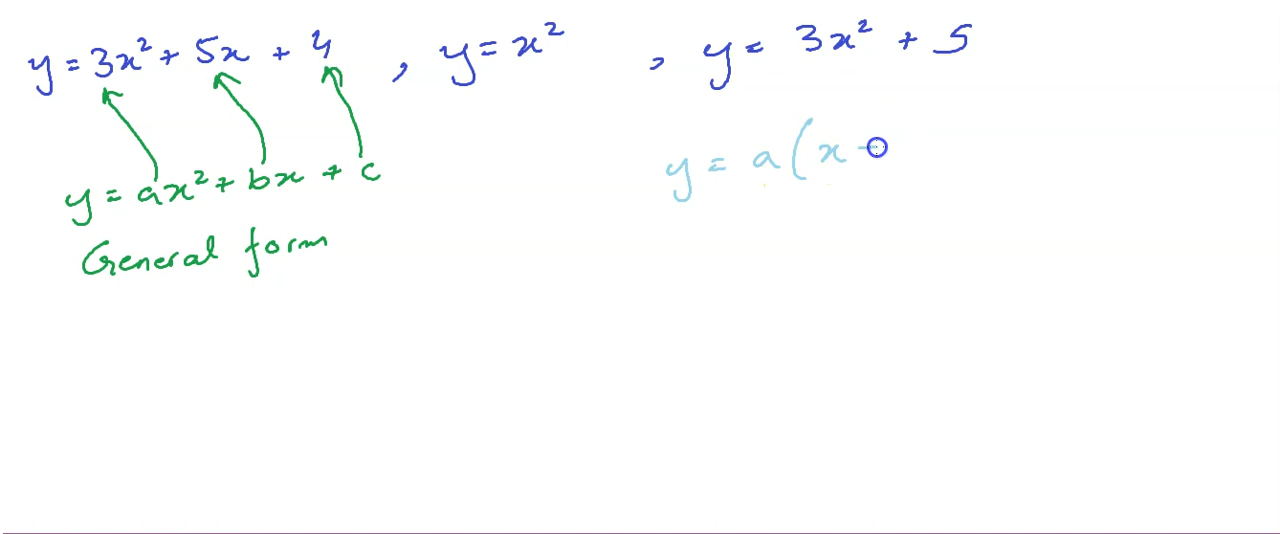 y = 3x² + 5x + 4 , y = x² , y = 3x² + 5
y = a(x -
y = ax² + bx + c
General form